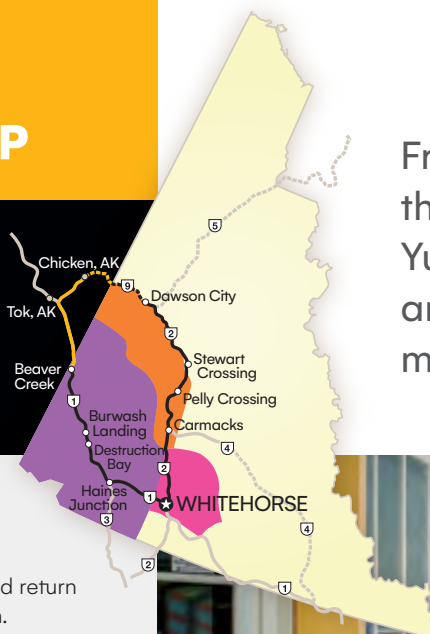 P
Fr
th
Yu
ar
m
5
Chicken, AK
9
Dawson City
Tok, AK
2
Stewart
Crossing
Beaver
Creek
Pelly Crossing
1
Burwash
Landing
Carmacks
4
Destruction
Bay
2
Haines
Junction
1
WHITEHORSE
3
4
2
1
d return
n.